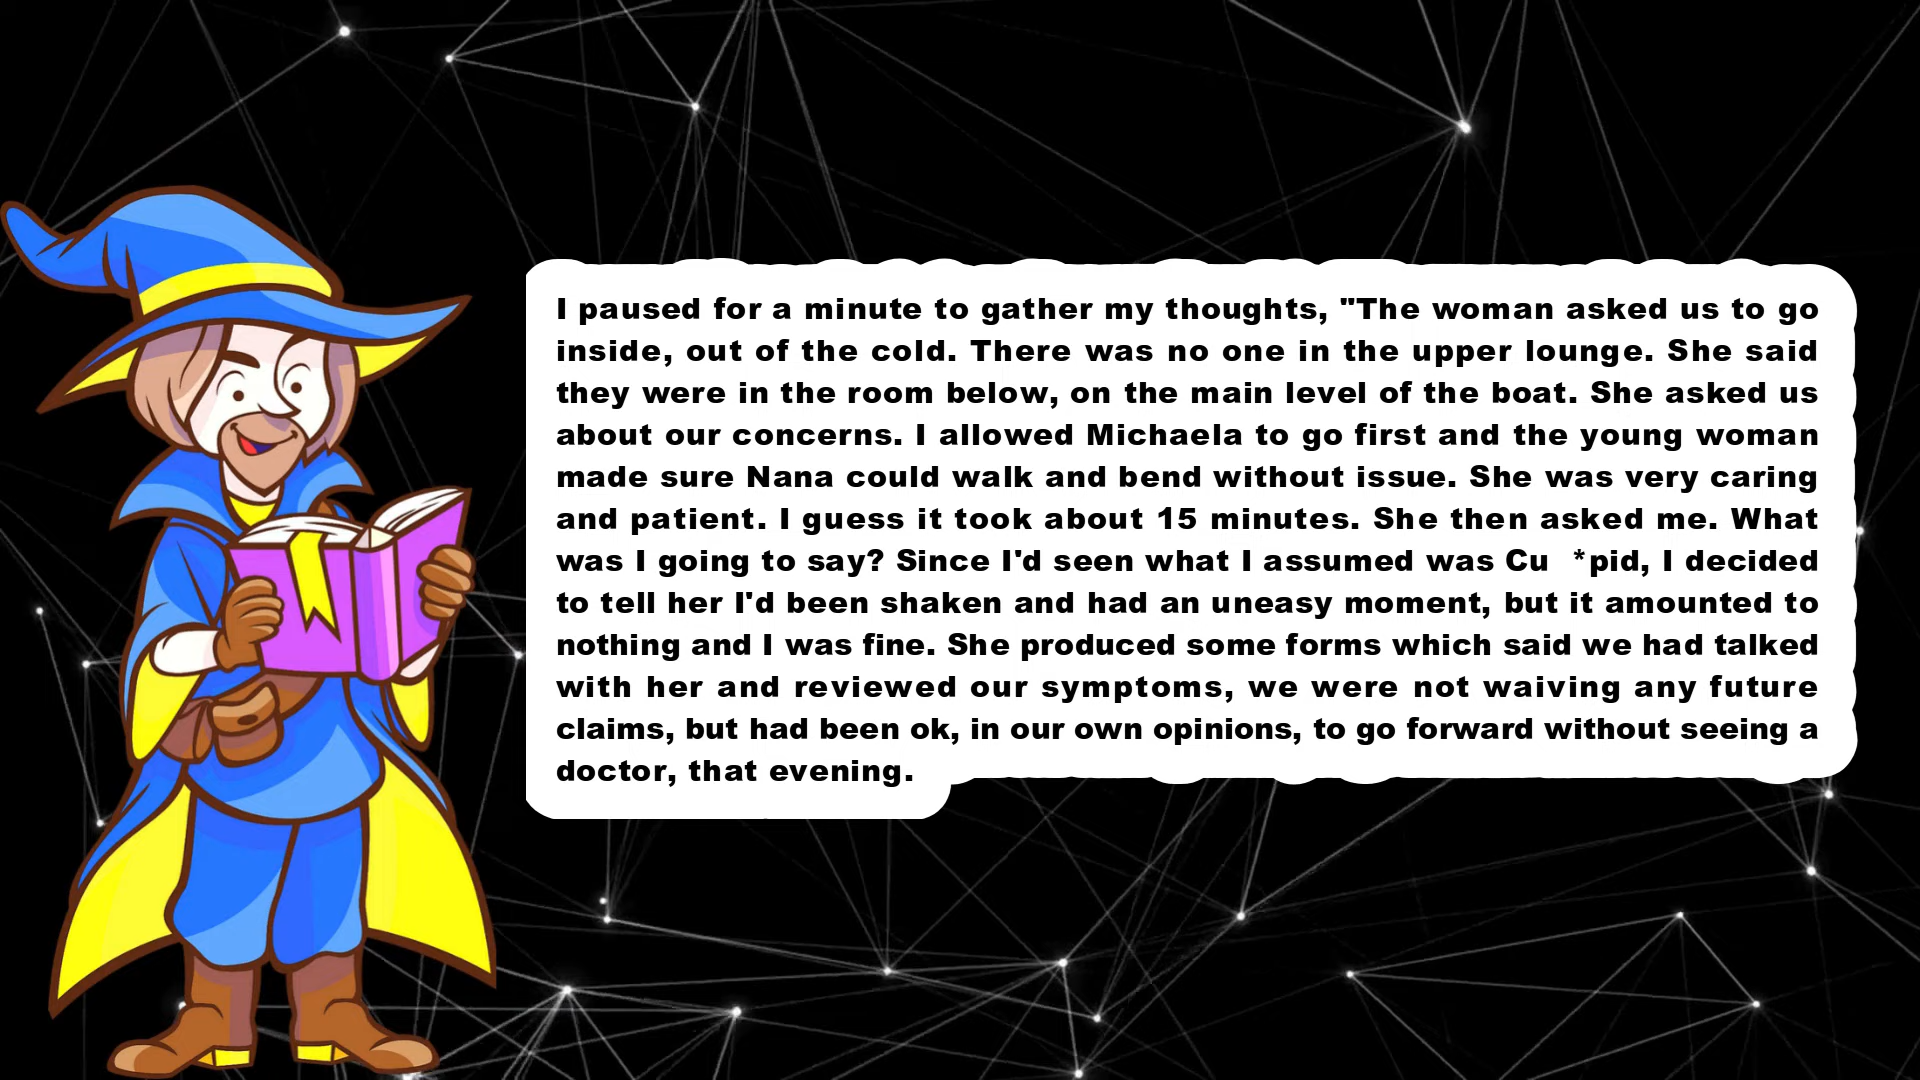 I paused for a minute to gather my thoughts, "The woman asked us to go
inside, out of the cold. There was no one in the upper lounge. She said
they were in the room below, on the main level of the boat. She asked us
about our concerns. I allowed Michaela to go first and the young woman
made sure Nana could walk and bend without issue. She was very caring
and patient. I guess it took about 15 minutes. She then asked me. What
was I going to say? Since I'd seen what I assumed was Cu  *pid, I decided
to tell her I'd been shaken and had an uneasy moment, but it amounted to
nothing and I was fine. She produced some forms which said we had talked
with her and reviewed our symptoms, we were not waiving any future
claims, but had been ok, in our own opinions, to go forward without seeing a
doctor, that evening.